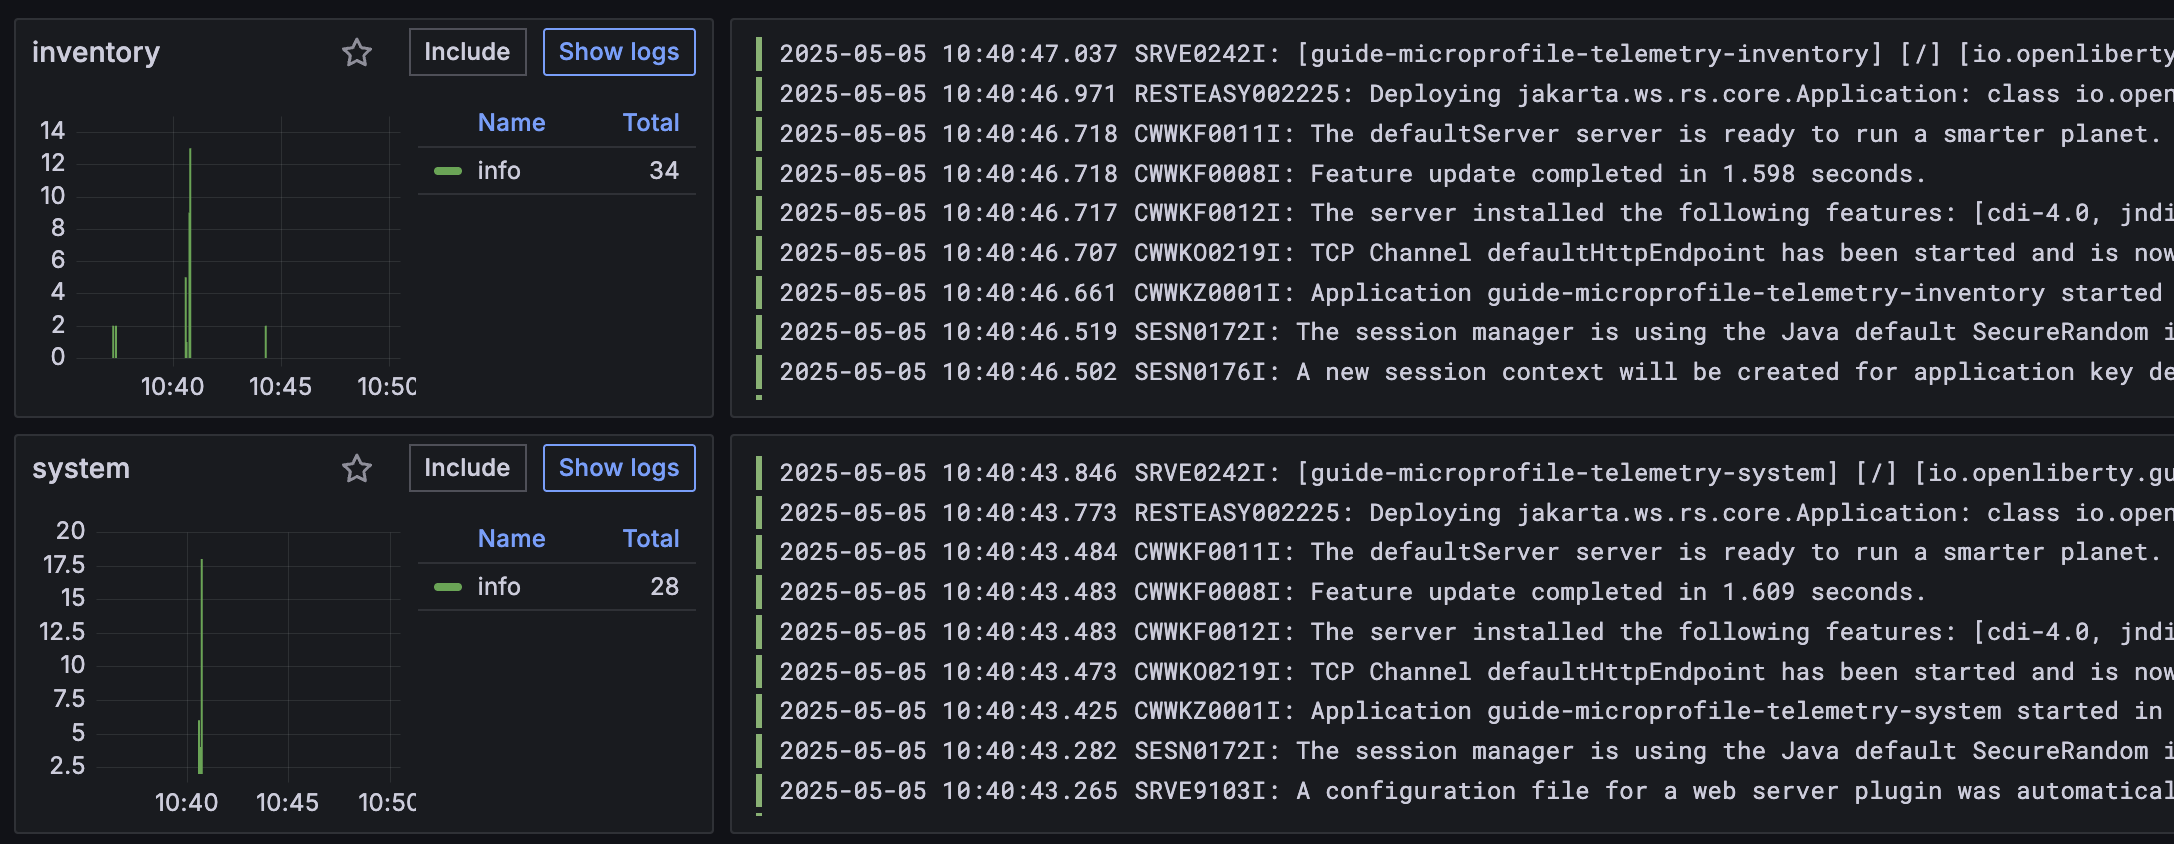 inventory
Include
Show logs
Name Total
info 34
14
12
10
8
6
4
2
0
10:40 10:45 10:50
2025-05-05 10:40:47.037 SRVE0242I: [guide-microprofile-telemetry-inventory] [/] [io.openliberty
2025-05-05 10:40:46.971 RESTEASY002225: Deploying jakarta.ws.rs.core.Application: class io.open
2025-05-05 10:40:46.718 CWWKF0011I: The defaultServer server is ready to run a smarter planet.
2025-05-05 10:40:46.718 CWWKF0008I: Feature update completed in 1.598 seconds.
2025-05-05 10:40:46.717 CWWKF0012I: The server installed the following features: [cdi-4.0, jndi
2025-05-05 10:40:46.707 CWWKO0219I: TCP Channel defaultHttpEndpoint has been started and is now
2025-05-05 10:40:46.661 CWWKZ0001I: Application guide-microprofile-telemetry-inventory started
2025-05-05 10:40:46.519 SESN0172I: The session manager is using the Java default SecureRandom i
2025-05-05 10:40:46.502 SESN0176I: A new session context will be created for application key de
system
Include
Show logs
Name Total
info 28
20
17.5
15
12.5
10
7.5
5
2.5
10:40 10:45 10:50
2025-05-05 10:40:43.846 SRVE0242I: [guide-microprofile-telemetry-system] [/] [io.openliberty.gu
2025-05-05 10:40:43.773 RESTEASY002225: Deploying jakarta.ws.rs.core.Application: class io.open
2025-05-05 10:40:43.484 CWWKF0011I: The defaultServer server is ready to run a smarter planet.
2025-05-05 10:40:43.483 CWWKF0008I: Feature update completed in 1.609 seconds.
2025-05-05 10:40:43.483 CWWKF0012I: The server installed the following features: [cdi-4.0, jndi
2025-05-05 10:40:43.473 CWWKO0219I: TCP Channel defaultHttpEndpoint has been started and is now
2025-05-05 10:40:43.425 CWWKZ0001I: Application guide-microprofile-telemetry-system started in
2025-05-05 10:40:43.282 SESN0172I: The session manager is using the Java default SecureRandom i
2025-05-05 10:40:43.265 SRVE9103I: A configuration file for a web server plugin was automatical